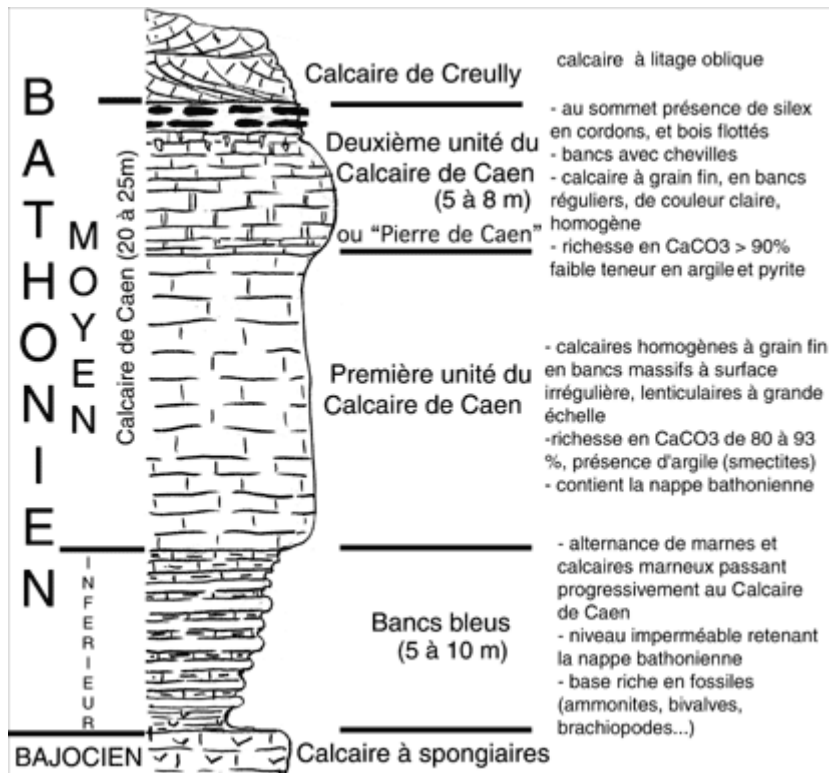 BATHONIEN
MOYEN
INFERIEUR
BAJOCIEN
Calcaire de Caen (20 à 25m)
Calcaire de Creully
calcaire à litage oblique
Deuxième unité du
Calcaire de Caen
(5 à 8 m)
ou "Pierre de Caen"
- au sommet présence de silex
en cordons, et bois flottés
- bancs avec chevilles
- calcaire à grain fin, en bancs
réguliers, de couleur claire,
homogène
- richesse en CaCO3 > 90%
faible teneur en argile et pyrite
Première unité du
Calcaire de Caen
- calcaires homogènes à grain fin
en bancs massifs à surface
irrégulière, lenticulaires à grande
échelle
-richesse en CaCO3 de 80 à 93
%, présence d'argile (smectites)
- contient la nappe bathonienne
Bancs bleus
(5 à 10 m)
- alternance de marnes et
calcaires marneux passant
progressivement au Calcaire
de Caen
- niveau imperméable retenant
la nappe bathonienne
- base riche en fossiles
(ammonites, bivalves,
brachiopodes...)
Calcaire à spongiaires